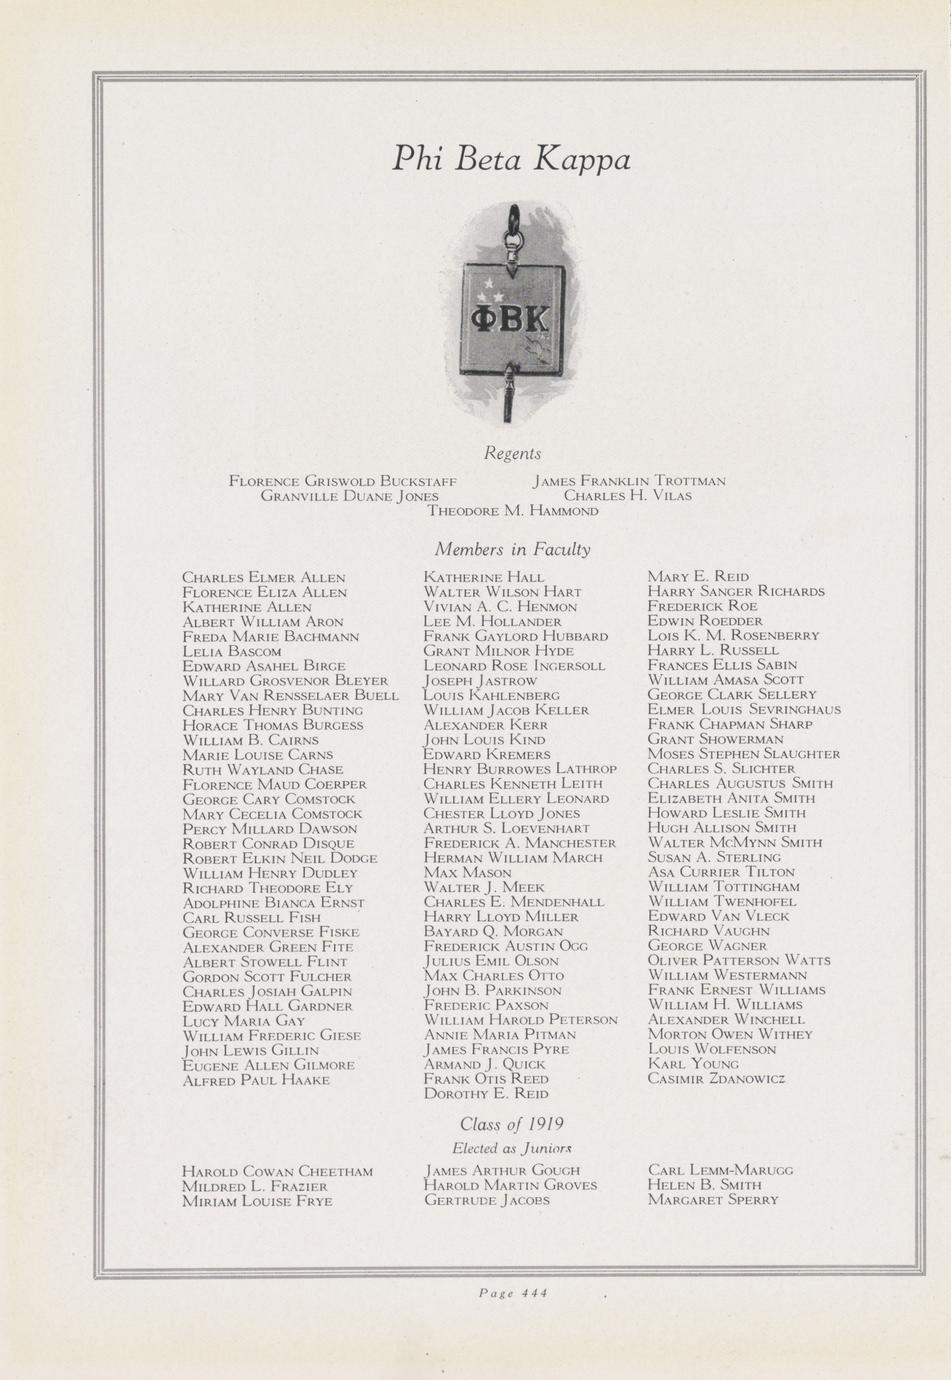 Phi Beta Kappa
ΦΒΚ
Regents
Florence Griswold Buckstaff James Franklin Trottman
Granville Duane Jones Charles H. Vilas
Theodore M. Hammond
Members in Faculty
Charles Elmer Allen
Florence Eliza Allen
Katherine Allen
Albert William Aron
Freda Marie Bachmann
Lelia Bascom
Edward Asahel Birge
Willard Grosvenor Bleyer
Mary Van Rensselaer Buell
Charles Henry Bunting
Horace Thomas Burgess
William B. Cairns
Marie Louise Carns
Ruth Wayland Chase
Florence Maud Coerper
George Cary Comstock
Mary Cecelia Comstock
Percy Millard Dawson
Robert Conrad Disque
Robert Elkin Neil Dodge
William Henry Dudley
Richard Theodore Ely
Adolphine Bianca Ernst
Carl Russell Fish
George Converse Fiske
Alexander Green Fite
Albert Stowell Flint
Gordon Scott Fulcher
Charles Josiah Galpin
Edward Hall Gardner
Lucy Maria Gay
William Frederic Giese
John Lewis Gillin
Eugene Allen Gilmore
Alfred Paul Haake
Katherine Hall
Walter Wilson Hart
Vivian A. C. Henmon
Lee M. Hollander
Frank Gaylord Hubbard
Grant Milnor Hyde
Leonard Rose Ingersoll
Joseph Jastrow
Louis Kahlenberg
William Jacob Keller
Alexander Kerr
John Louis Kind
Edward Kremers
Henry Burrowes Lathrop
Charles Kenneth Leith
William Ellery Leonard
Chester Lloyd Jones
Arthur S. Loevenhart
Frederick A. Manchester
Herman William March
Max Mason
Walter J. Meek
Charles E. Mendenhall
Harry Lloyd Miller
Bayard Q. Morgan
Frederick Austin Ogg
Julius Emil Olson
Max Charles Otto
John B. Parkinson
Frederic Paxson
William Harold Peterson
Annie Maria Pitman
James Francis Pyre
Armand J. Quick
Frank Otis Reed
Dorothy E. Reid
Mary E. Reid
Harry Sanger Richards
Frederick Roe
Edwin Roedder
Lois K. M. Rosenberry
Harry L. Russell
Frances Ellis Sabin
William Amasa Scott
George Clark Sellery
Elmer Louis Sevringhaus
Frank Chapman Sharp
Grant Showerman
Moses Stephen Slaughter
Charles S. Slichter
Charles Augustus Smith
Elizabeth Anita Smith
Howard Leslie Smith
Hugh Allison Smith
Walter McMynn Smith
Susan A. Sterling
Asa Currier Tilton
William Tottingham
William Twenhofel
Edward Van Vleck
Richard Vaughn
George Wagner
Oliver Patterson Watts
William Westermann
Frank Ernest Williams
William H. Williams
Alexander Winchell
Morton Owen Withey
Louis Wolfenson
Karl Young
Casimir Zdanowicz
Class of 1919
Elected as Juniors
Harold Cowan Cheetham
Mildred L. Frazier
Miriam Louise Frye
James Arthur Gough
Harold Martin Groves
Gertrude Jacobs
Carl Lemm-Marugg
Helen B. Smith
Margaret Sperry
Page 444